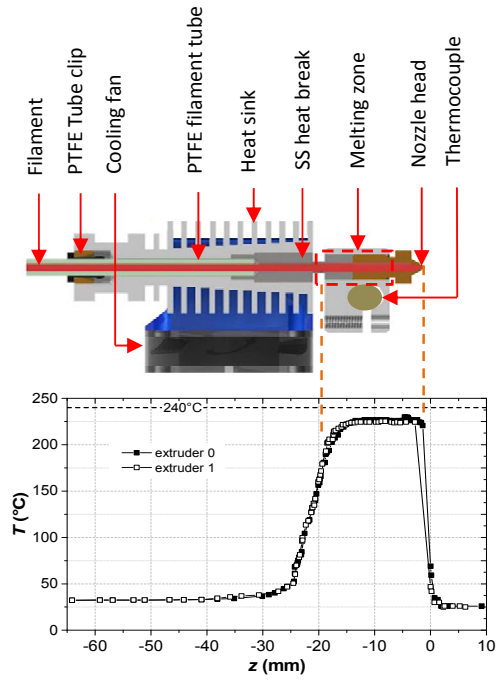 Filament
PTFE Tube clip
Cooling fan
PTFE filament tube
Heat sink
SS heat break
Melting zone
Nozzle head
Thermocouple
250
240°C
200
150
100
50
0
T (°C)
extruder 0
extruder 1
-60 -50 -40 -30 -20 -10 0 10
z (mm)